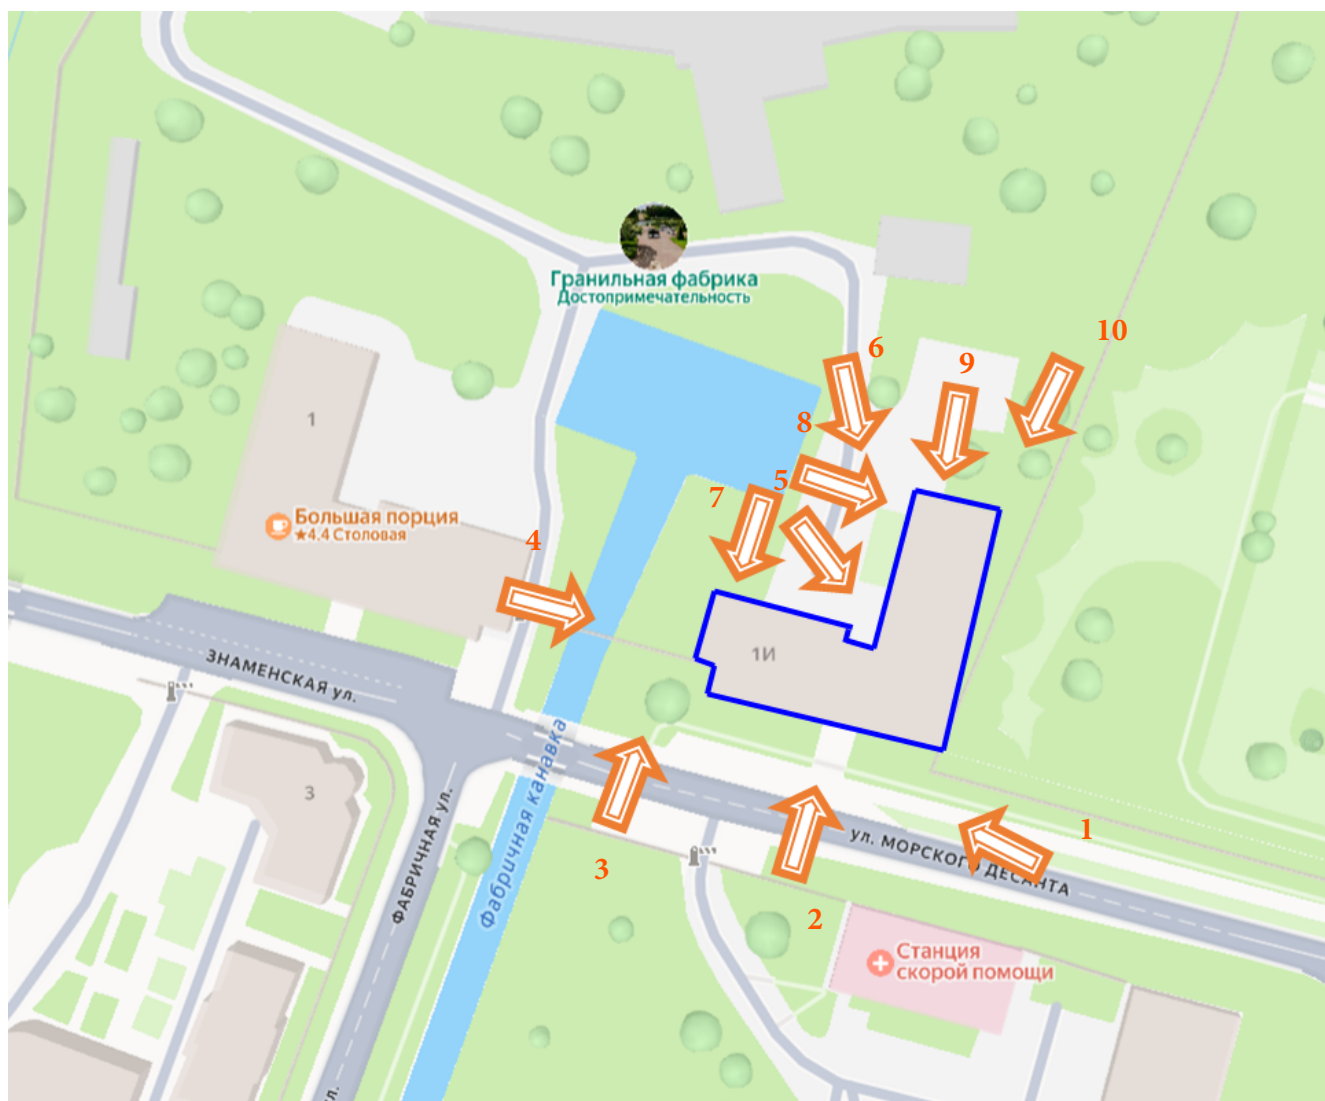 Гранильная фабрика
Достопримечательность
10
6
9
1
8
5
7
Большая порция
★4.4 Столовая
4
1И
ЗНАМЕНСКАЯ ул.
3
Фабричная канавка
ФАБРИЧНАЯ ул.
ул. МОРСКОГО ДЕСАНТА
1
3
2
Станция
скорой помощи
ул.